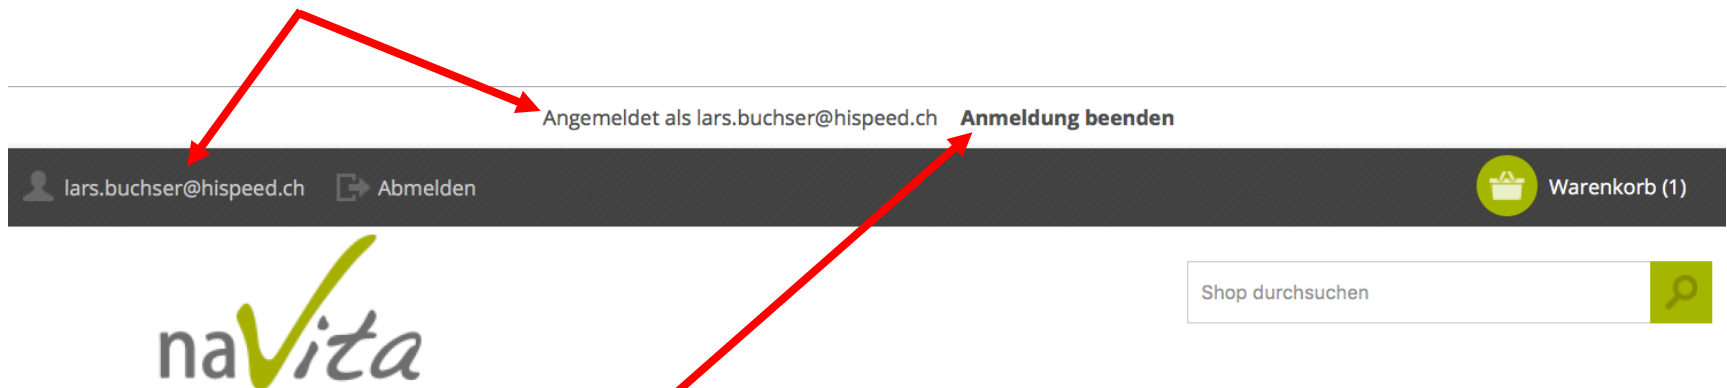 Angemeldet als lars.buchser@hispeed.ch Anmeldung beenden
lars.buchser@hispeed.ch Abmelden Warenkorb (1)
Shop durchsuchen
naVita